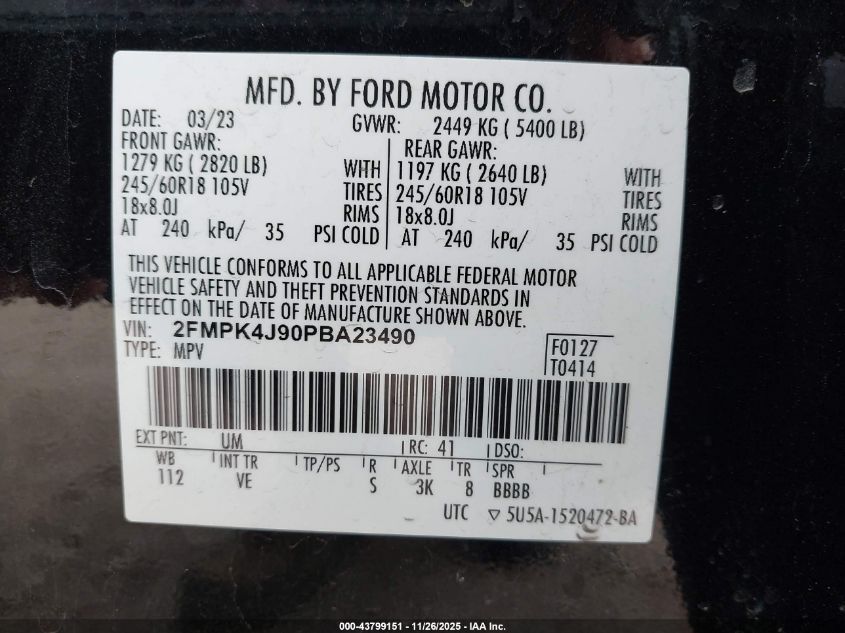 MFD. BY FORD MOTOR CO.
DATE: 03/23 GVWR: 2449 KG ( 5400 LB)
FRONT GAWR: REAR GAWR:
1279 KG ( 2820 LB) WITH 1197 KG ( 2640 LB) WITH
245/60R18 105V TIRES 245/60R18 105V TIRES
18x8.0J RIMS 18x8.0J RIMS
AT 240 kPa/ 35 PSI COLD AT 240 kPa/ 35 PSI COLD
THIS VEHICLE CONFORMS TO ALL APPLICABLE FEDERAL MOTOR
VEHICLE SAFETY AND THEFT PREVENTION STANDARDS IN
EFFECT ON THE DATE OF MANUFACTURE SHOWN ABOVE.
VIN: 2FMPK4J90PBA23490
TYPE: MPV
F0127
T0414
EXT PNT: UM RC: 41 DSO:
WB INT TR TP/PS R AXLE TR SPR
112 VE S 3K 8 BBBB
UTC ▽ 5U5A-1520472-BA
000-43799151 - 11/26/2025 - IAA Inc.